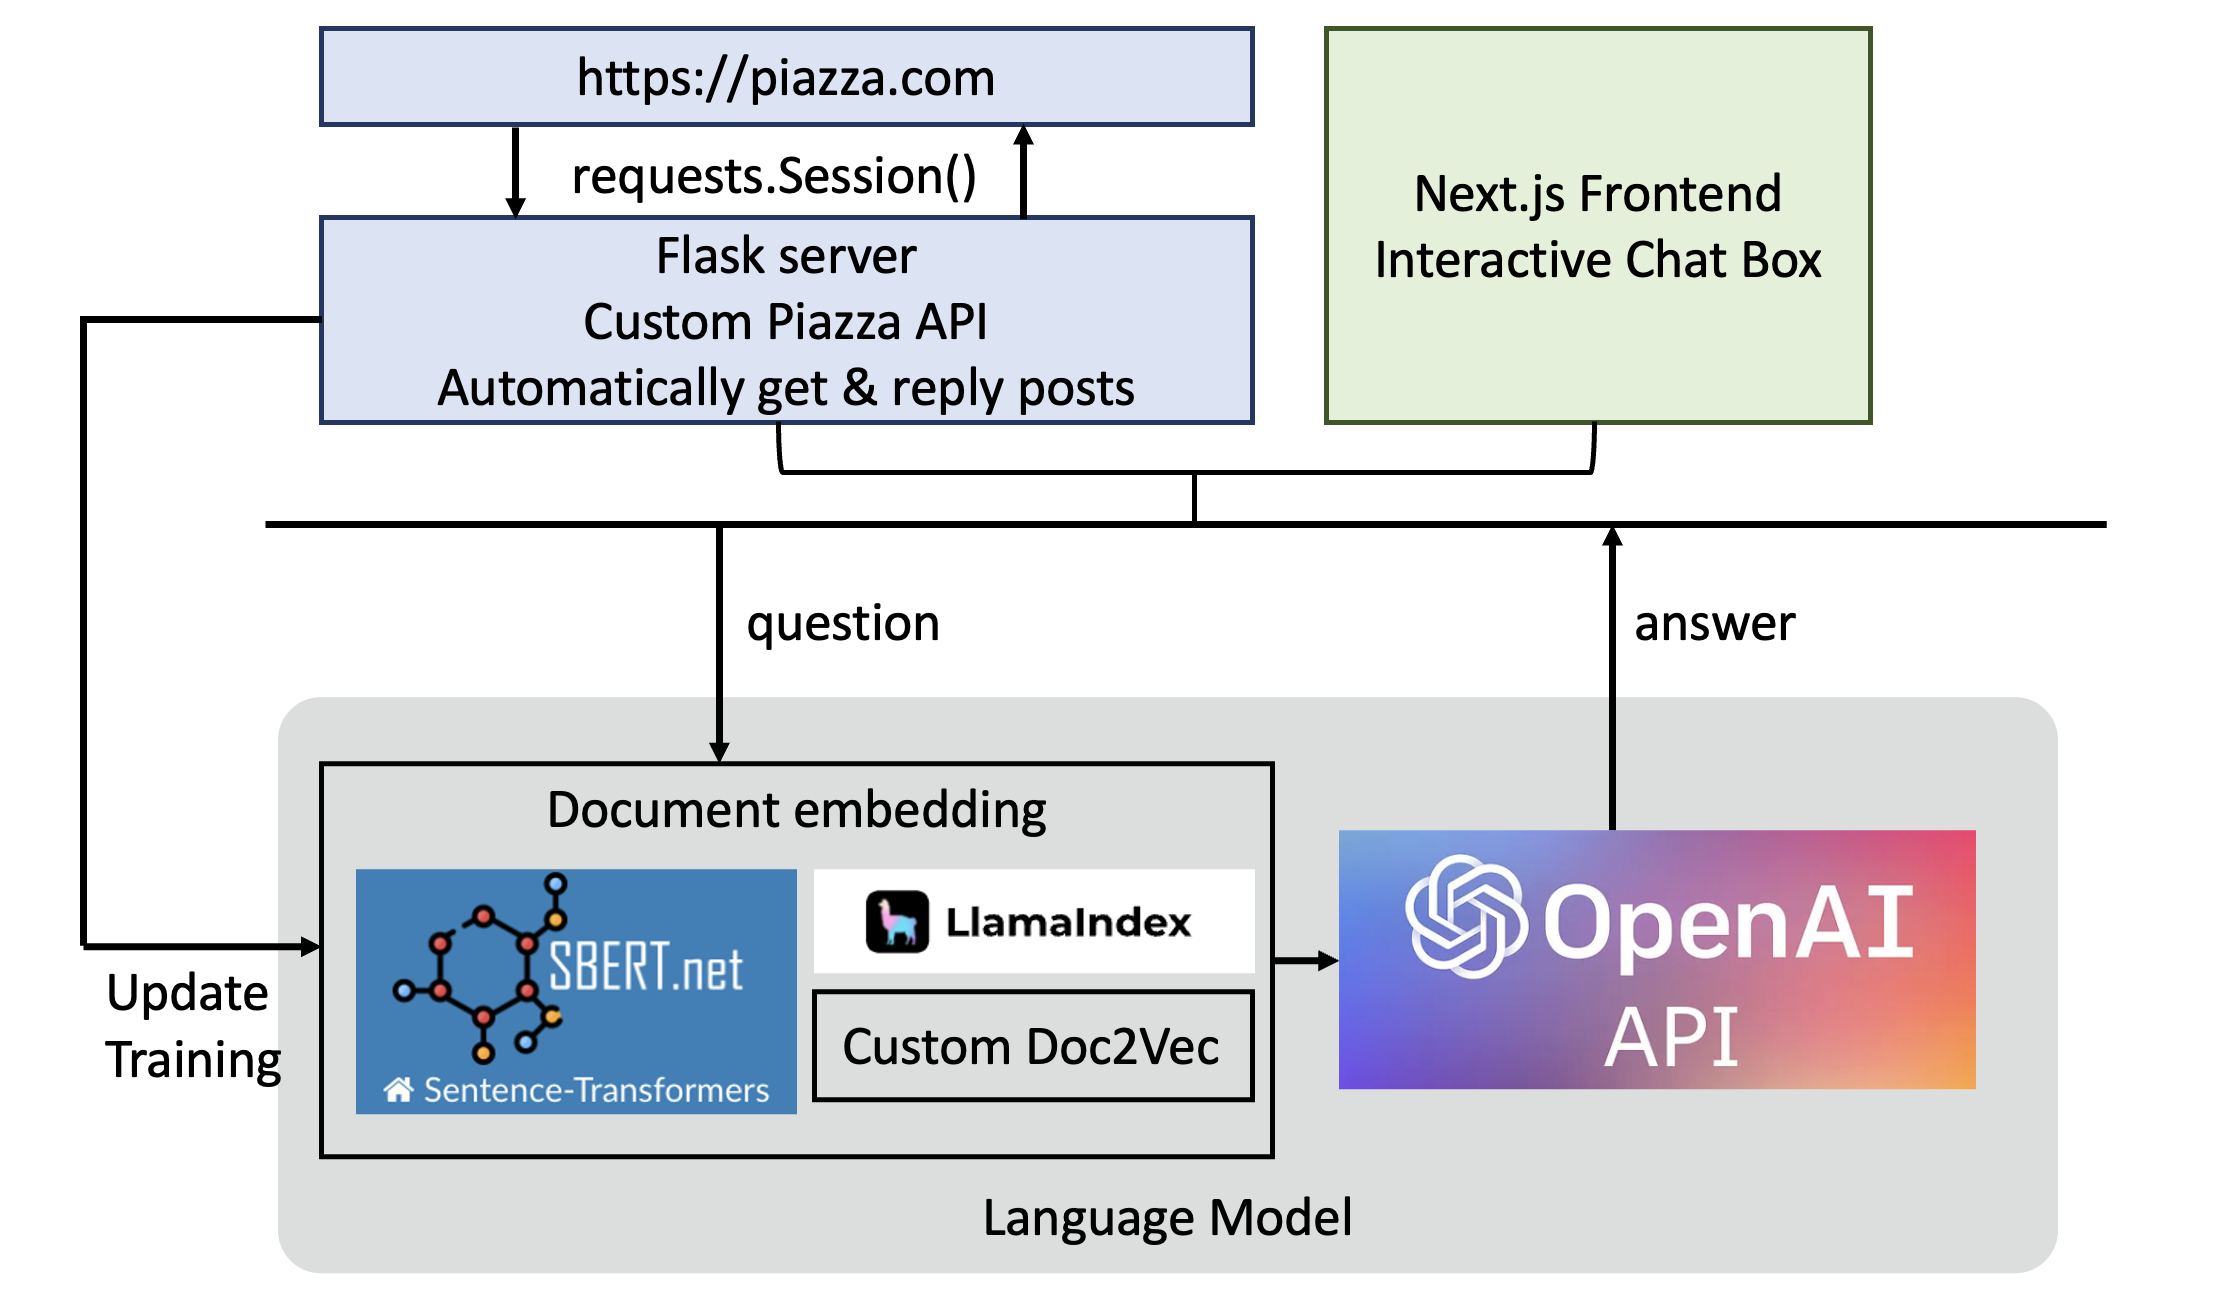 https://piazza.com
requests.Session()
Flask server
Custom Piazza API
Automatically get & reply posts
Next.js Frontend
Interactive Chat Box
question
answer
Update
Training
Document embedding
SBERT.net
Sentence-Transformers
LlamaIndex
Custom Doc2Vec
OpenAI
API
Language Model